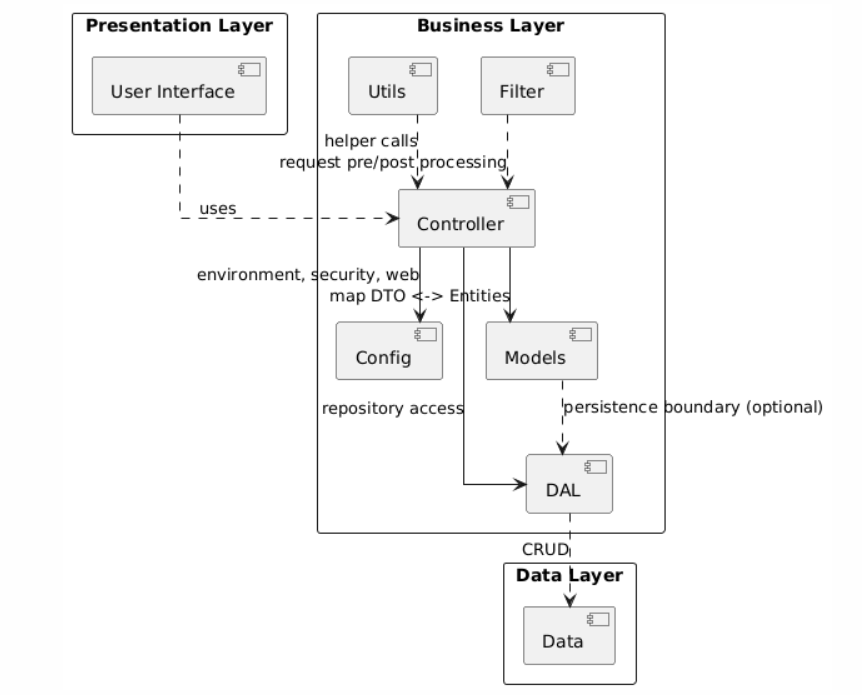 Presentation Layer
Business Layer
User Interface
Utils
Filter
helper calls
request pre/post processing
uses
Controller
environment, security, web
map DTO <-> Entities
Config
Models
repository access
persistence boundary (optional)
DAL
CRUD
Data Layer
Data